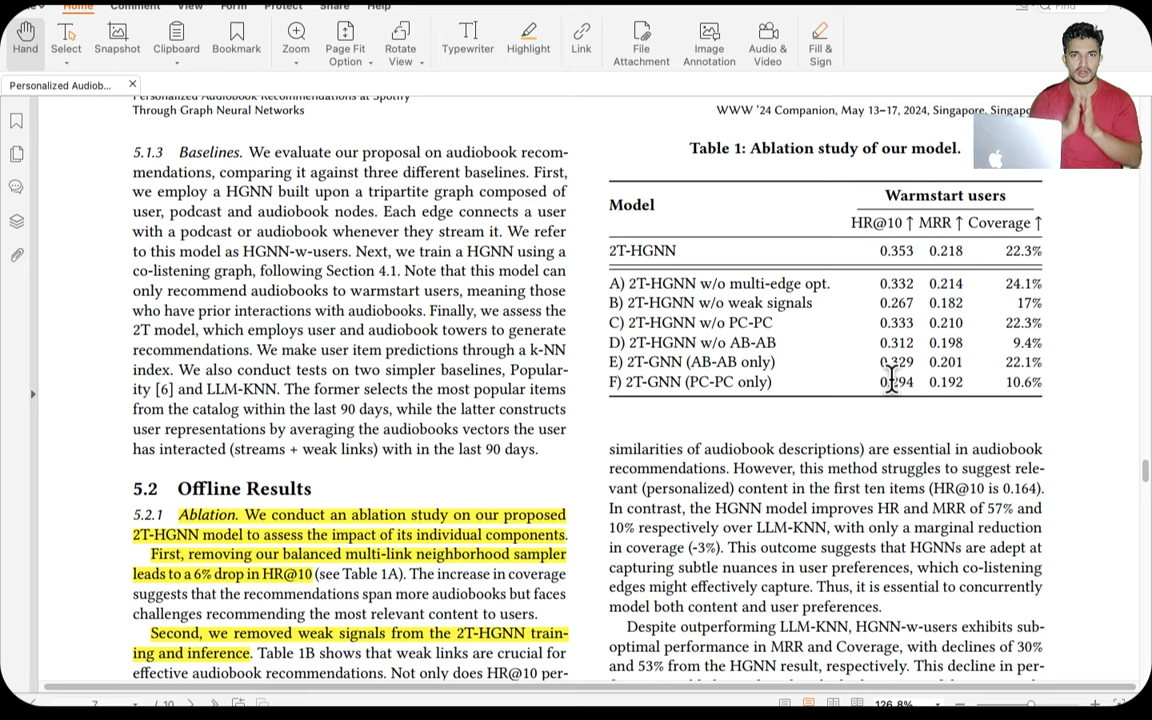 Home Comment View Form Protect Share Help
Find
Hand
Select
Snapshot
Clipboard
Bookmark
Zoom
Page Fit
Option
Rotate
View
Typewriter
Highlight
Link
File
Attachment
Image
Annotation
Audio &
Video
Fill &
Sign
Personalized Audiob...
Personalized Audiobook Recommendations at Spotify
Through Graph Neural Networks
WWW '24 Companion, May 13–17, 2024, Singapore,
5.1.3 Baselines. We evaluate our proposal on audiobook recom-
mendations, comparing it against three different baselines. First,
we employ a HGNN built upon a tripartite graph composed of
user, podcast and audiobook nodes. Each edge connects a user
with a podcast or audiobook whenever they stream it. We refer
to this model as HGNN-w-users. Next, we train a HGNN using a
co-listening graph, following Section 4.1. Note that this model can
only recommend audiobooks to warmstart users, meaning those
who have prior interactions with audiobooks. Finally, we assess the
2T model, which employs user and audiobook towers to generate
recommendations. We make user item predictions through a k-NN
index. We also conduct tests on two simpler baselines, Popular-
ity [6] and LLM-KNN. The former selects the most popular items
from the catalog within the last 90 days, while the latter constructs
user representations by averaging the audiobooks vectors the user
has interacted (streams + weak links) with in the last 90 days.
5.2 Offline Results
5.2.1 Ablation. We conduct an ablation study on our proposed
2T-HGNN model to assess the impact of its individual components.
First, removing our balanced multi-link neighborhood sampler
leads to a 6% drop in HR@10 (see Table 1A). The increase in coverage
suggests that the recommendations span more audiobooks but faces
challenges recommending the most relevant content to users.
Second, we removed weak signals from the 2T-HGNN train-
ing and inference. Table 1B shows that weak links are crucial for
effective audiobook recommendations. Not only does HR@10 per-
Table 1: Ablation study of our model.
Model Warmstart users
HR@10 ↑ MRR ↑ Coverage ↑
2T-HGNN 0.353 0.218 22.3%
A) 2T-HGNN w/o multi-edge opt. 0.332 0.214 24.1%
B) 2T-HGNN w/o weak signals 0.267 0.182 17%
C) 2T-HGNN w/o PC-PC 0.333 0.210 22.3%
D) 2T-HGNN w/o AB-AB 0.312 0.198 9.4%
E) 2T-GNN (AB-AB only) 0.329 0.201 22.1%
F) 2T-GNN (PC-PC only) 0.294 0.192 10.6%
similarities of audiobook descriptions) are essential in audiobook
recommendations. However, this method struggles to suggest rele-
vant (personalized) content in the first ten items (HR@10 is 0.164).
In contrast, the HGNN model improves HR and MRR of 57% and
10% respectively over LLM-KNN, with only a marginal reduction
in coverage (-3%). This outcome suggests that HGNNs are adept at
capturing subtle nuances in user preferences, which co-listening
edges might effectively capture. Thus, it is essential to concurrently
model both content and user preferences.
Despite outperforming LLM-KNN, HGNN-w-users exhibits sub-
optimal performance in MRR and Coverage, with declines of 30%
and 53% from the HGNN result, respectively. This decline in per-
7 / 10
126.8%